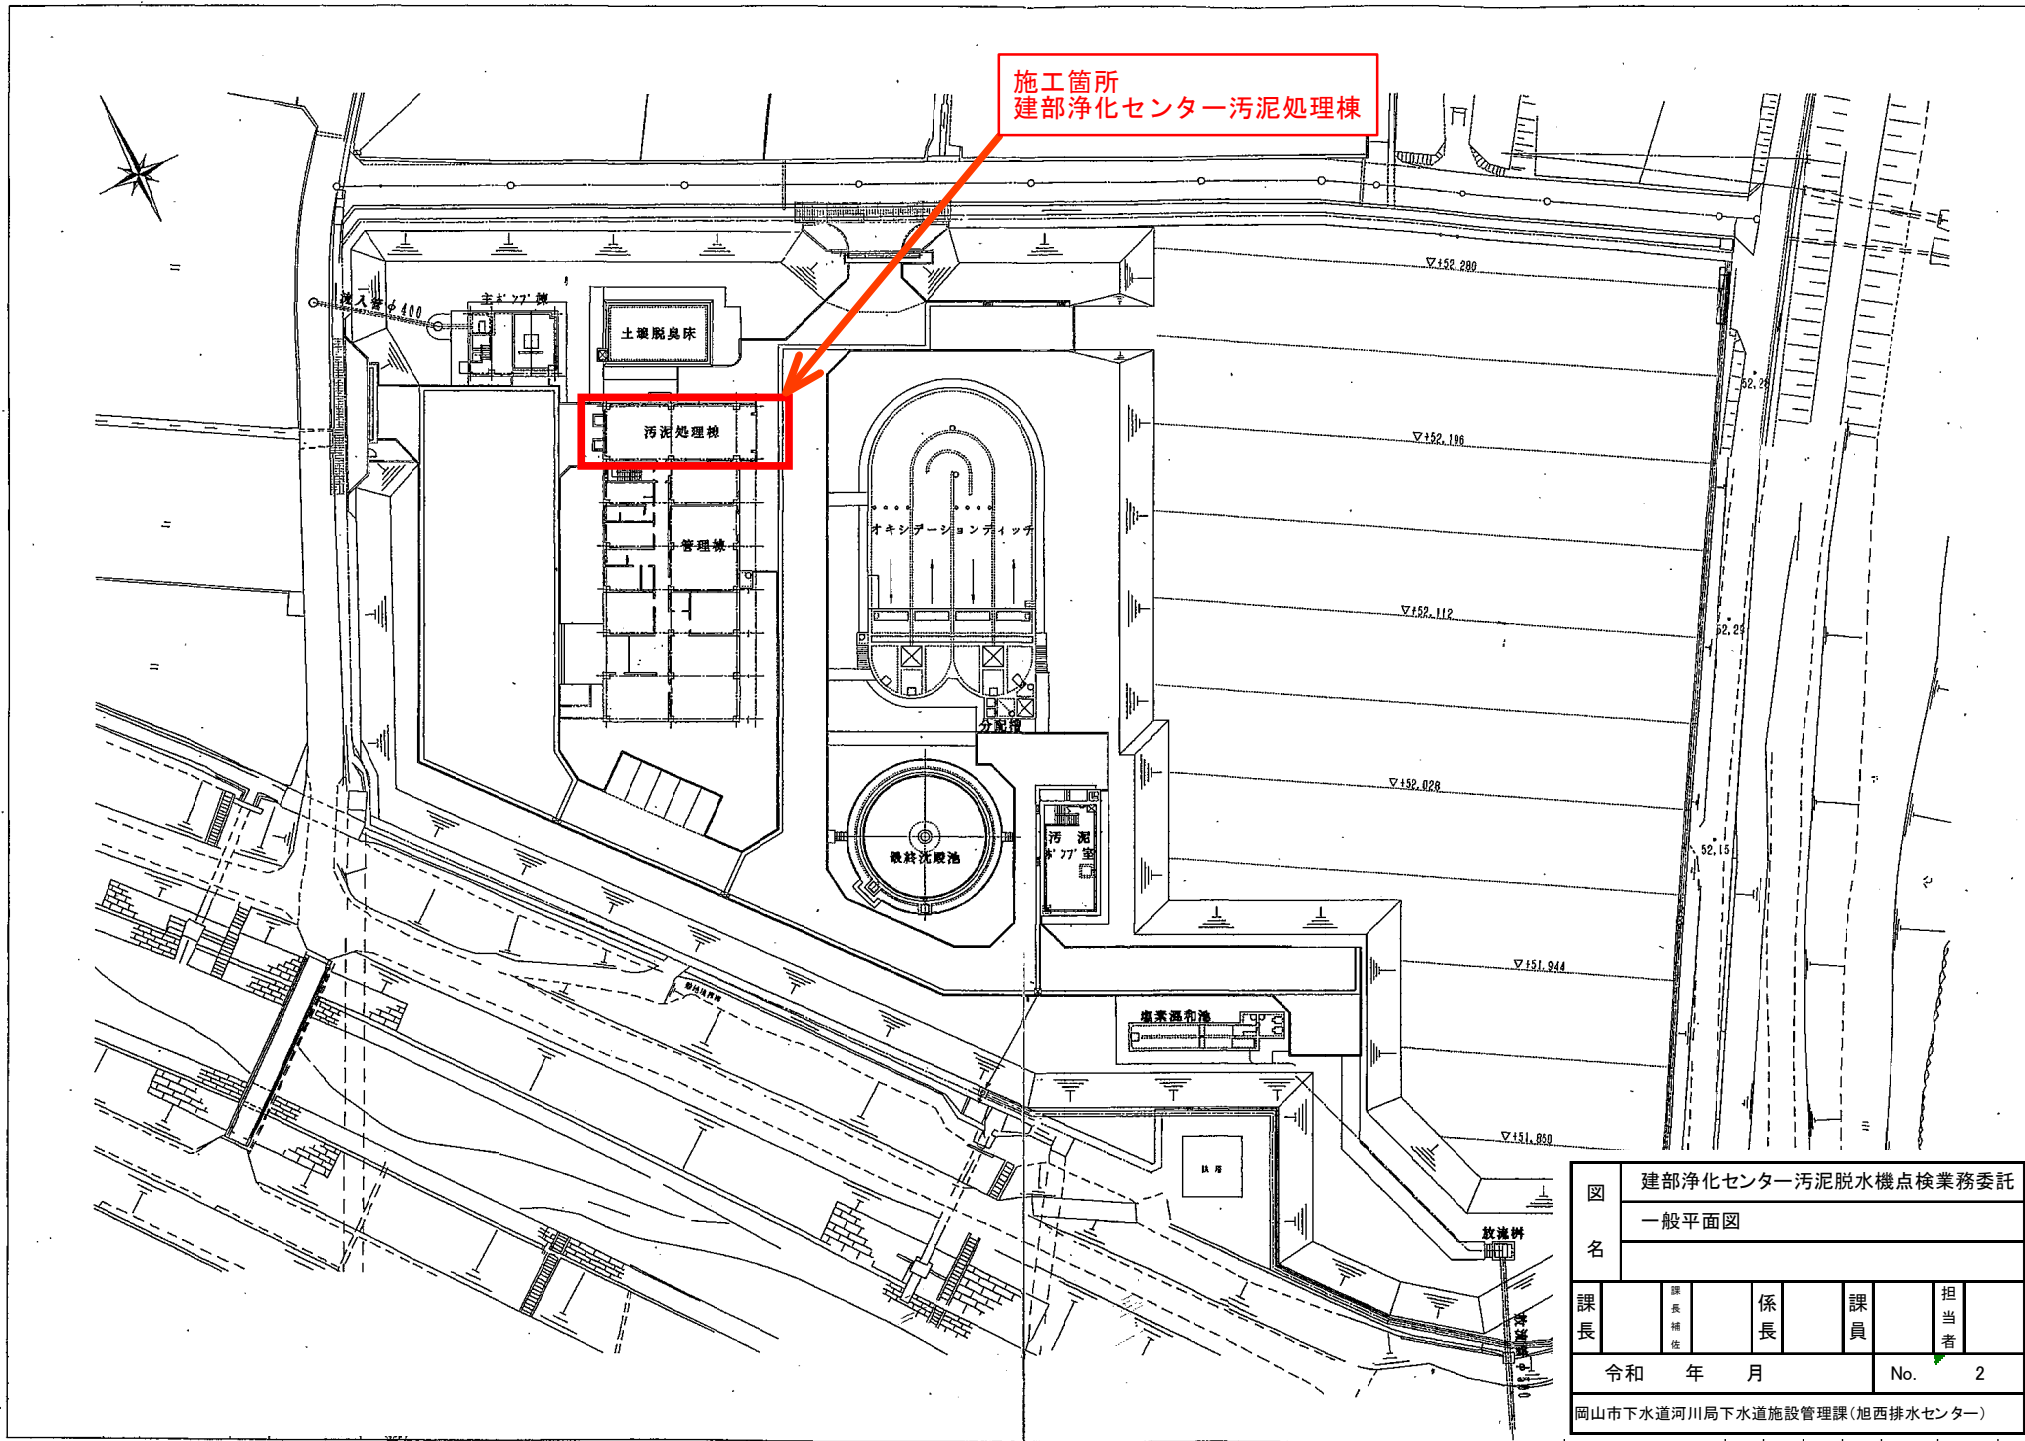 施工箇所
建部浄化センター汚泥処理棟
▽+52.280
流入管φ400
主ポンプ棟
土壌脱臭床
52.2
汚泥処理棟
▽+52.196
オキシデーションディッチ
管理棟
▽+52.112
52.2
分配槽
▽+52.028
汚泥
ポンプ室
最終沈殿池
52.15
▽+51.944
塩素混和池
▽+51.860
放流桝
図名
建部浄化センター汚泥脱水機点検業務委託
一般平面図
課長
課長補佐
係長
課員
担当者
令和 年 月
No. 2
岡山市下水道河川局下水道施設管理課(旭西排水センター)